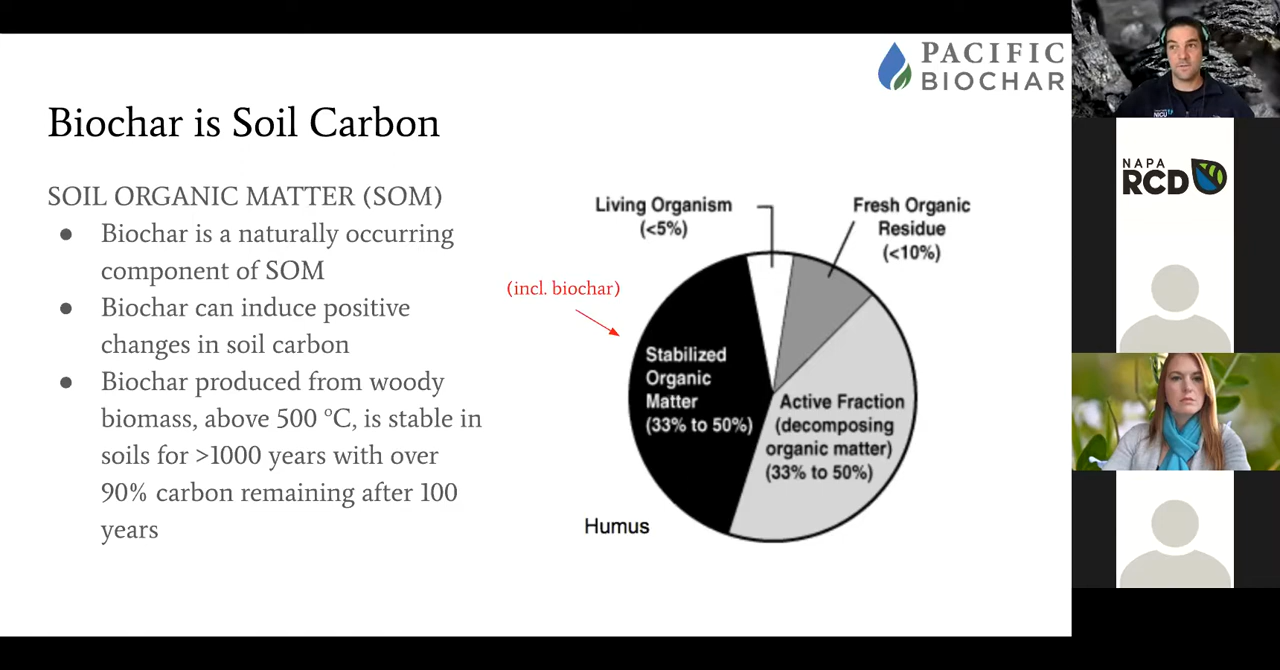 PACIFIC
BIOCHAR
Biochar is Soil Carbon
SOIL ORGANIC MATTER (SOM)
● Biochar is a naturally occurring
component of SOM
● Biochar can induce positive
changes in soil carbon
● Biochar produced from woody
biomass, above 500 °C, is stable in
soils for >1000 years with over
90% carbon remaining after 100
years
Living Organism
(<5%)
Fresh Organic
Residue
(<10%)
(incl. biochar)
Stabilized
Organic
Matter
(33% to 50%)
Active Fraction
(decomposing
organic matter)
(33% to 50%)
Humus
NAPA
RCD